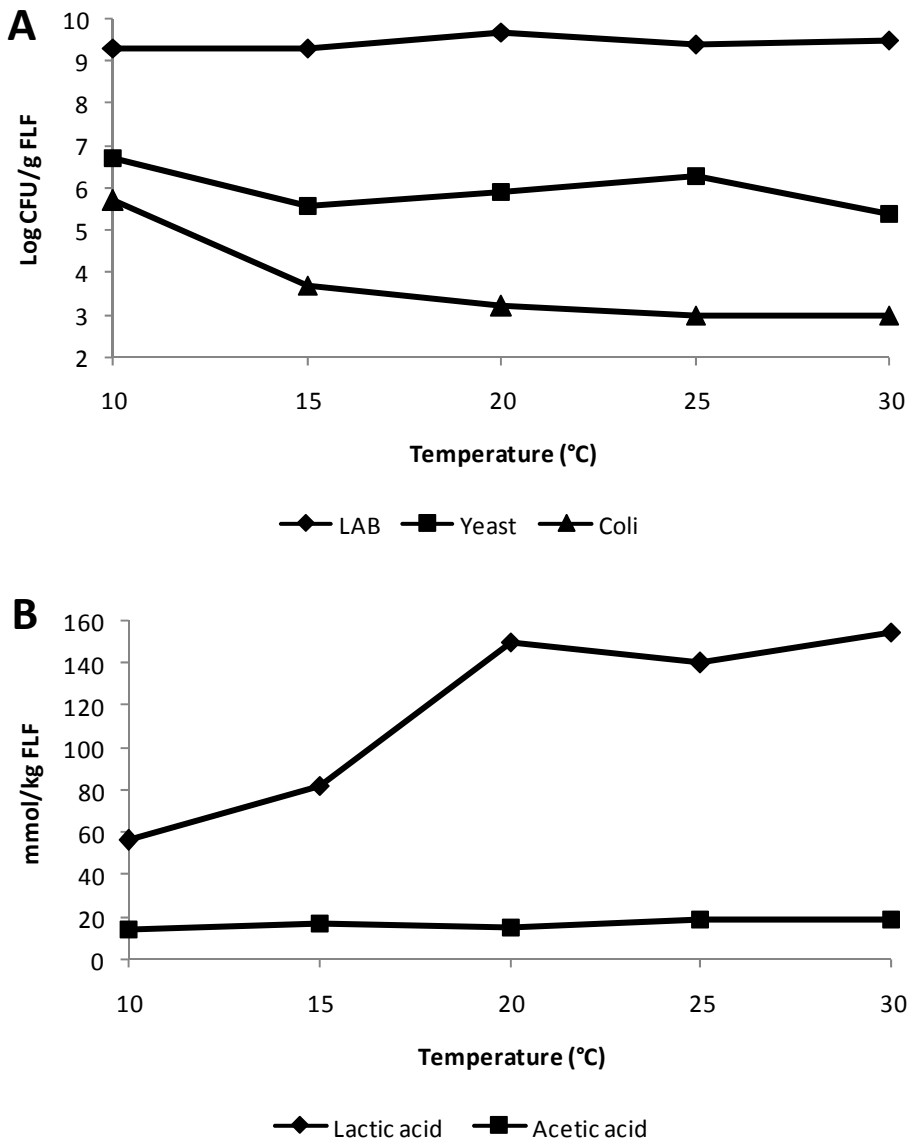 A
10
9
8
7
6
5
4
3
2
Log CFU/g FLF
10 15 20 25 30
Temperature (°C)
LAB Yeast Coli
B
160
140
120
100
80
60
40
20
0
mmol/kg FLF
10 15 20 25 30
Temperature (°C)
Lactic acid Acetic acid